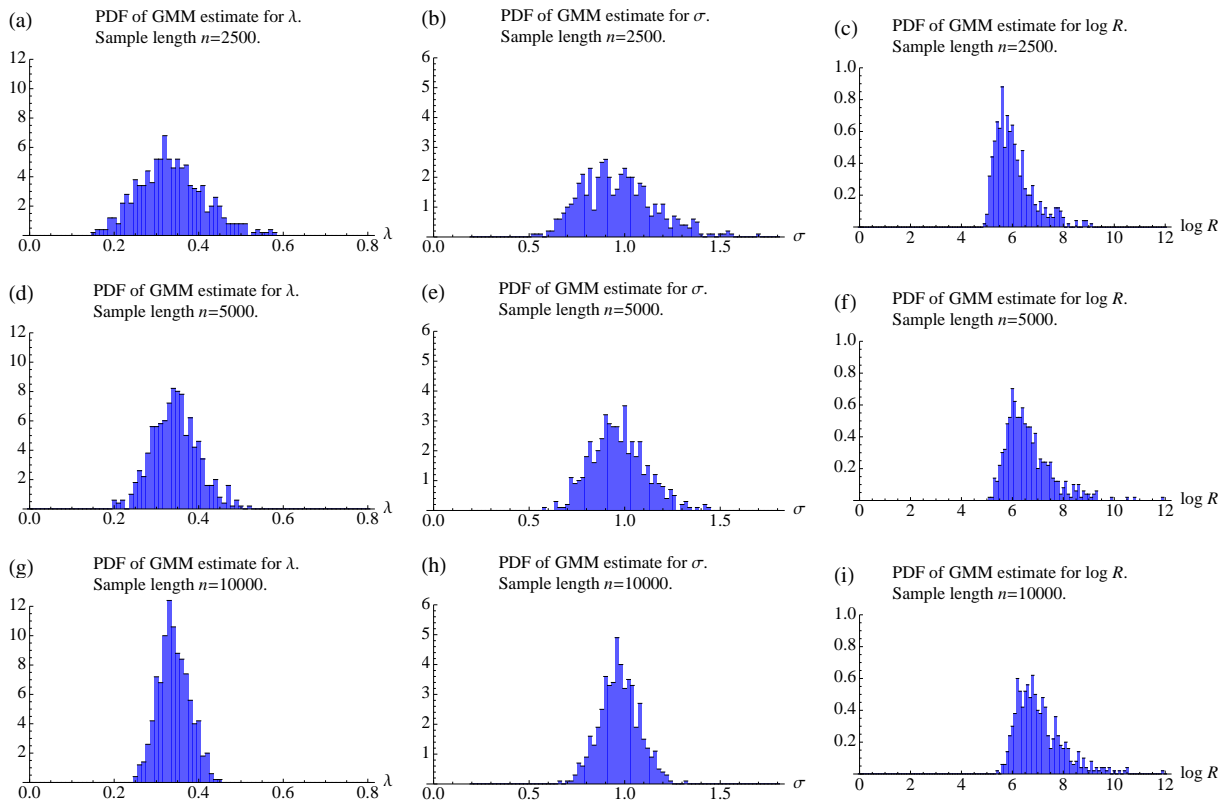 (a)
PDF of GMM estimate for λ.
Sample length n=2500.
12
10
8
6
4
2
0.0 0.2 0.4 0.6 0.8 λ
(b)
PDF of GMM estimate for σ.
Sample length n=2500.
6
5
4
3
2
1
0.0 0.5 1.0 1.5 σ
(c)
PDF of GMM estimate for log R.
Sample length n=2500.
1.0
0.8
0.6
0.4
0.2
0 2 4 6 8 10 12 log R
(d)
PDF of GMM estimate for λ.
Sample length n=5000.
12
10
8
6
4
2
0.0 0.2 0.4 0.6 0.8 λ
(e)
PDF of GMM estimate for σ.
Sample length n=5000.
6
5
4
3
2
1
0.0 0.5 1.0 1.5 σ
(f)
PDF of GMM estimate for log R.
Sample length n=5000.
1.0
0.8
0.6
0.4
0.2
0 2 4 6 8 10 12 log R
(g)
PDF of GMM estimate for λ.
Sample length n=10000.
12
10
8
6
4
2
0.0 0.2 0.4 0.6 0.8 λ
(h)
PDF of GMM estimate for σ.
Sample length n=10000.
6
5
4
3
2
1
0.0 0.5 1.0 1.5 σ
(i)
PDF of GMM estimate for log R.
Sample length n=10000.
1.0
0.8
0.6
0.4
0.2
0 2 4 6 8 10 12 log R